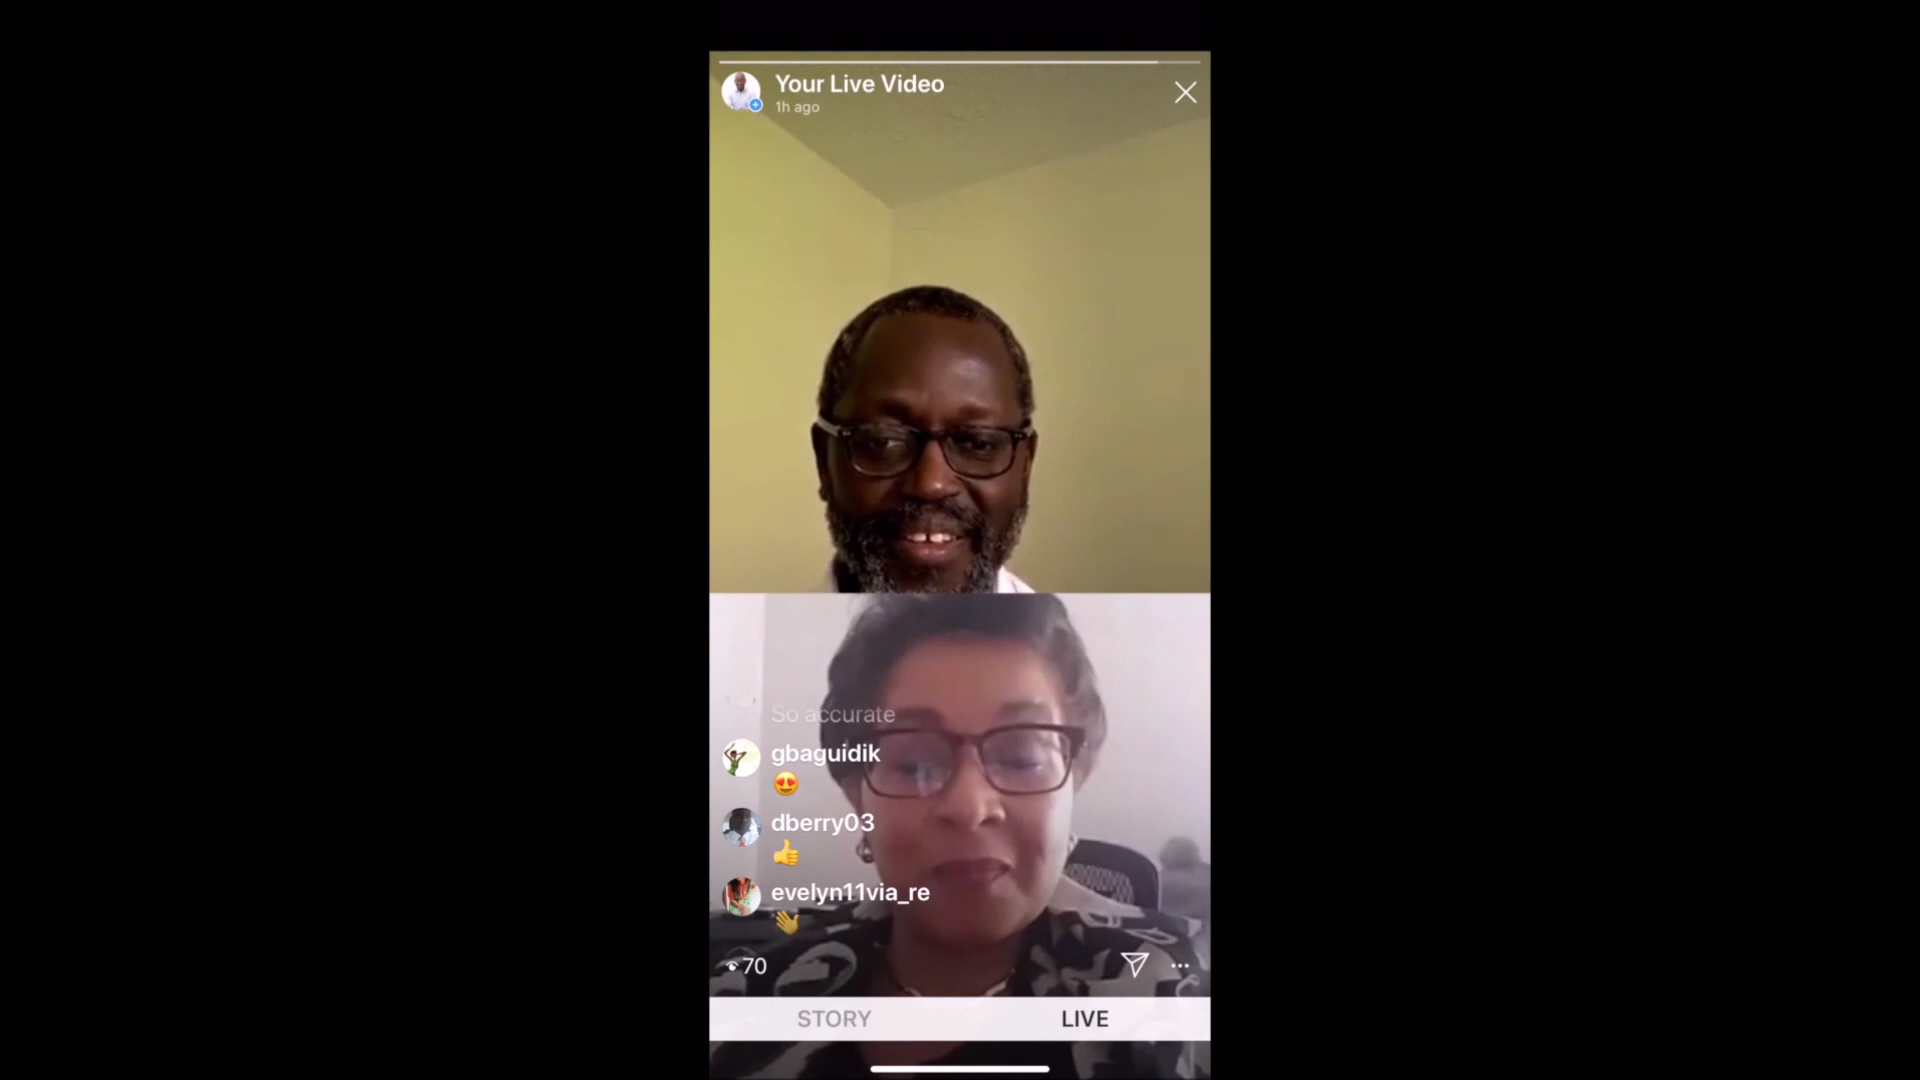 Your Live Video
1h ago
So accurate
gbaguidik
😍
dberry03
👍
evelyn11via_re
👋
70
STORY
LIVE